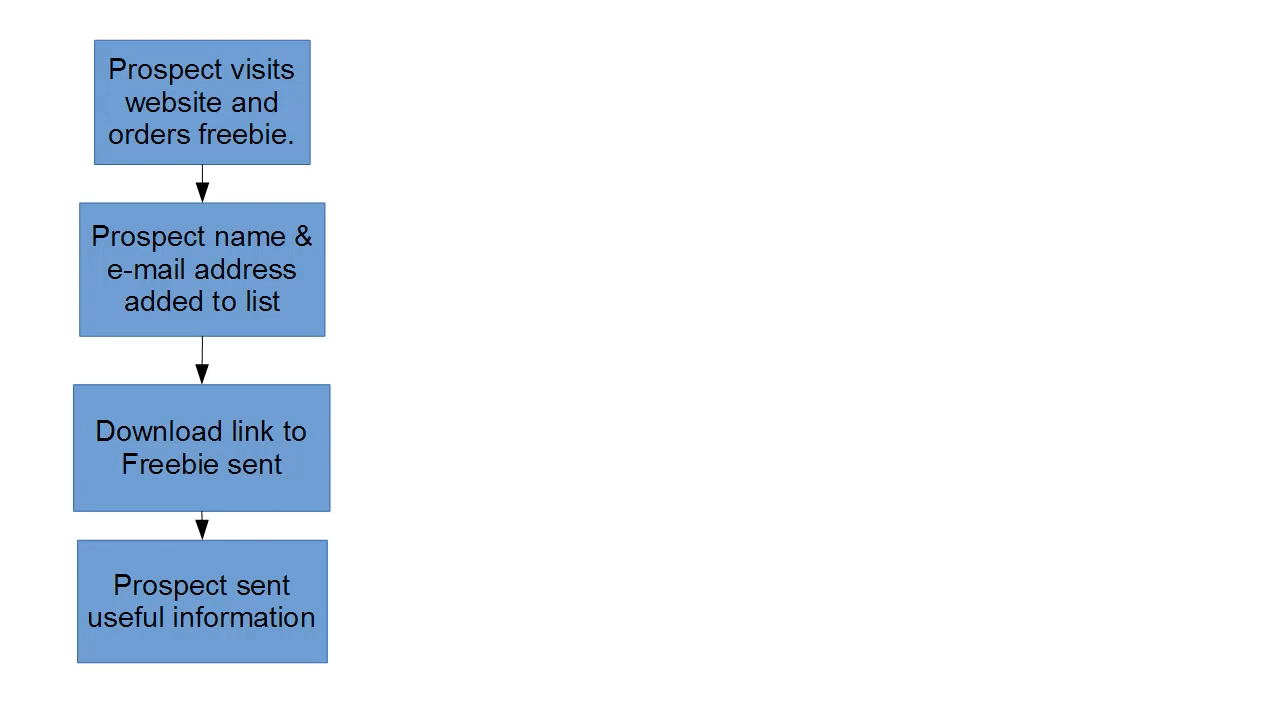 Prospect visits
website and
orders freebie.
Prospect name &
e-mail address
added to list
Download link to
Freebie sent
Prospect sent
useful information